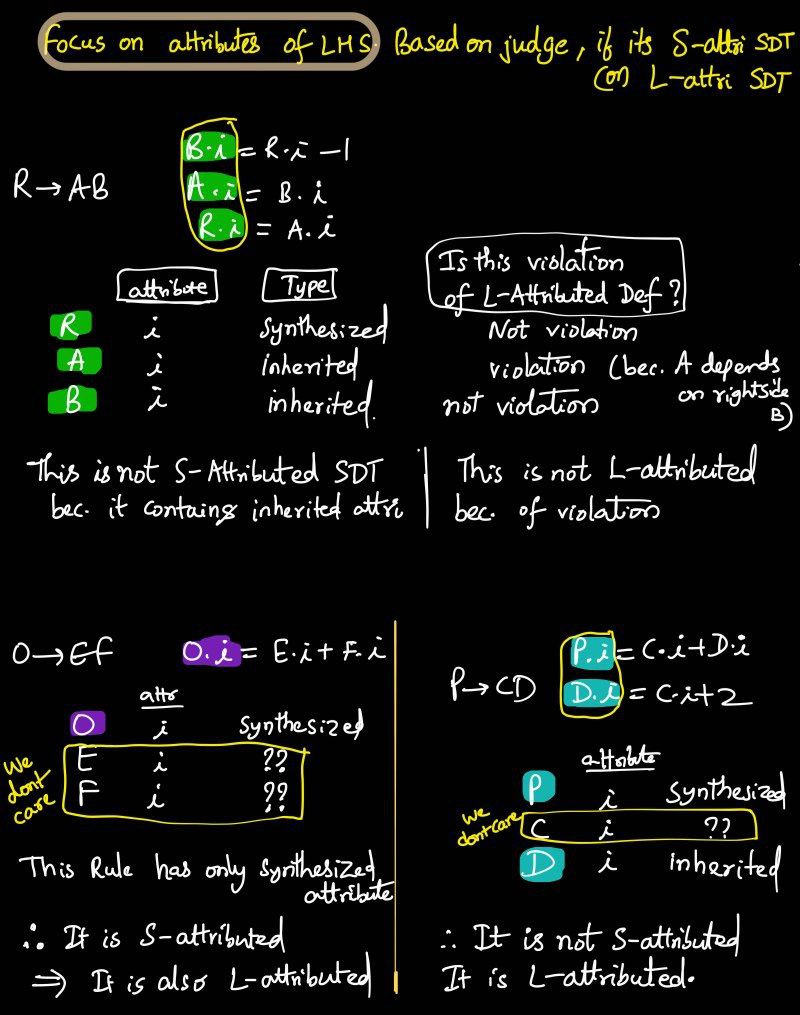 Focus on attributes of LHS. Based on judge, if its S-attri SDT
(or) L-attri SDT
R → AB
B.i = R.i - 1
A.i = B.i
R.i = A.i
attribute Type Is this violation
of L-Attributed Def ?
R i Synthesized Not violation
A i inherited violation (bec. A depends
on rightside
B)
B i inherited. not violation
This is not S-Attributed SDT
bec. it contains inherited attri
This is not L-attributed
bec. of violation
O → EF O.i = E.i + F.i
attr
O i Synthesized
E i ??
F i ??
We
dont
care
This Rule has only synthesized
attribute
∴ It is S-attributed
⇒ It is also L-attributed
P → CD
P.i = C.i + D.i
D.i = C.i + 2
attribute
P i Synthesized
We
dont care
C i ??
D i inherited
∴ It is not S-attributed
It is L-attributed.